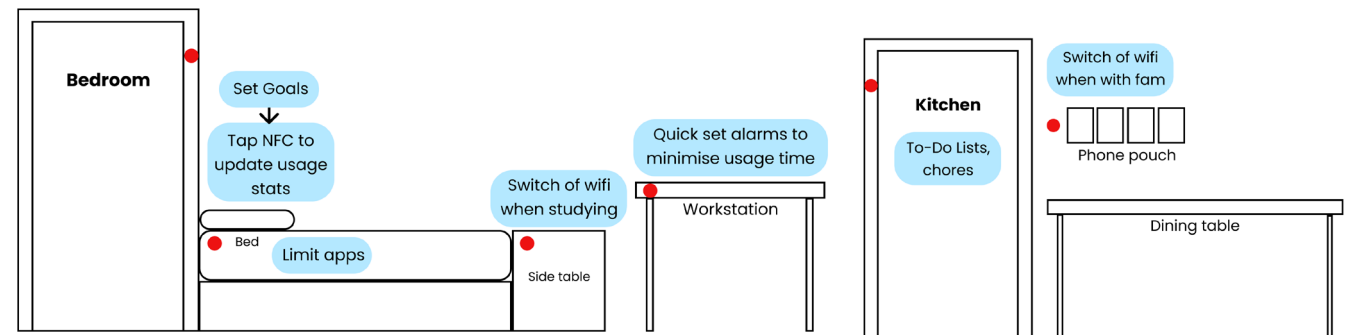 Bedroom
Set Goals
Tap NFC to
update usage
stats
Bed
Limit apps
Switch of wifi
when studying
Side table
Quick set alarms to
minimise usage time
Workstation
Kitchen
To-Do Lists,
chores
Switch of wifi
when with fam
Phone pouch
Dining table